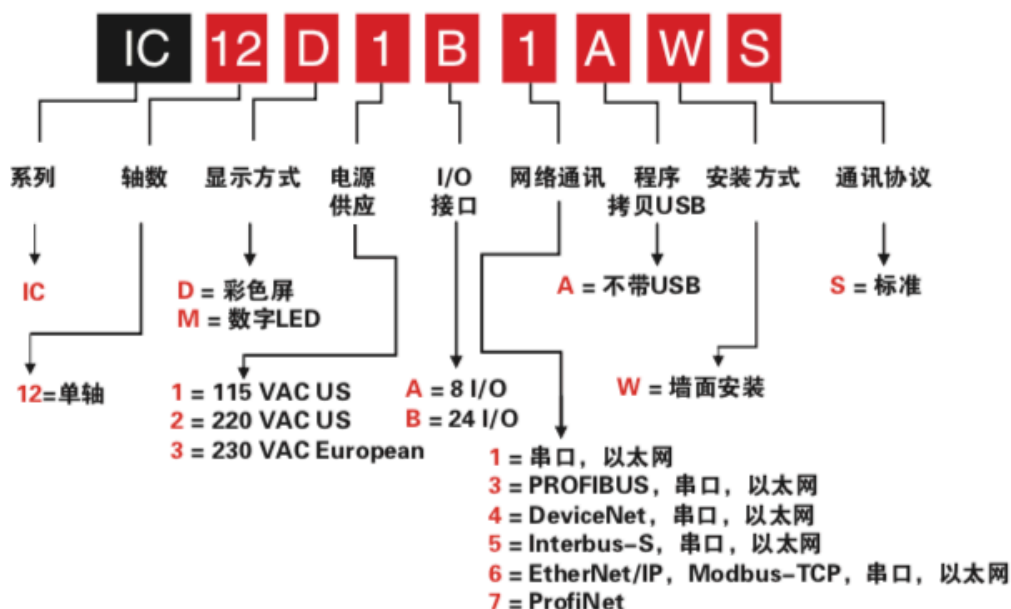 IC 12 D 1 B 1 A W S
系列 轴数 显示方式 电源 I/O 网络通讯 程序 安装方式 通讯协议
供应 接口 拷贝USB
IC
D = 彩色屏
M = 数字LED
A = 不带USB
S = 标准
12=单轴
1 = 115 VAC US
2 = 220 VAC US
3 = 230 VAC European
A = 8 I/O
B = 24 I/O
W = 墙面安装
1 = 串口，以太网
3 = PROFIBUS，串口，以太网
4 = DeviceNet，串口，以太网
5 = Interbus-S，串口，以太网
6 = EtherNet/IP，Modbus-TCP，串口，以太网
7 = ProfiNet